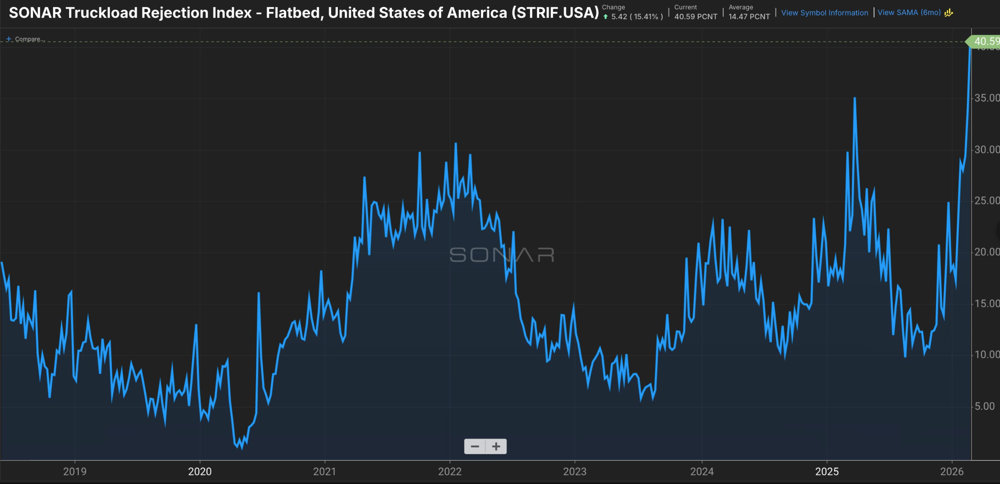 SONAR Truckload Rejection Index - Flatbed, United States of America (STRIF.USA)
Change
5.42 ( 15.41% )
Current
40.59 PCNT
Average
14.47 PCNT
View Symbol Information
View SAMA (6mo)
+ Compare...
40.59
35.00
30.00
25.00
20.00
15.00
10.00
5.00
SONAR
− +
2019 2020 2021 2022 2023 2024 2025 2026